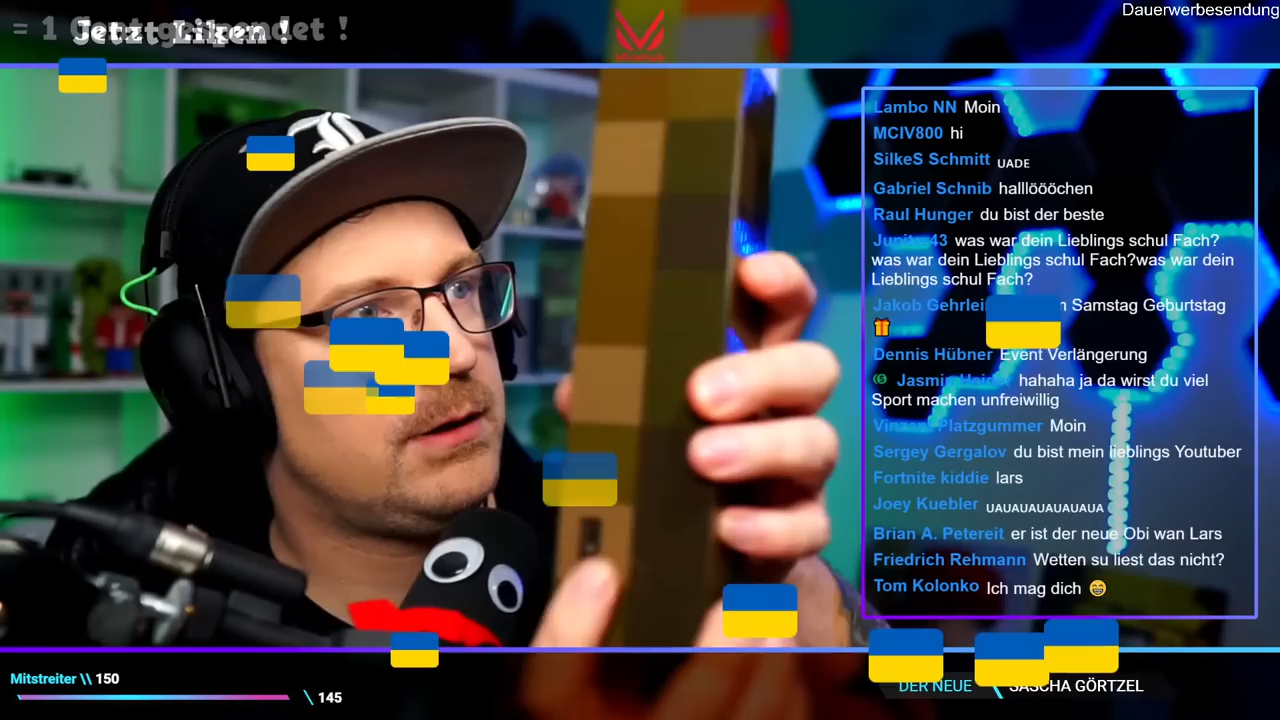 Dauerwerbesendung
Jetzt Liken !
Lambo NN Moin
MCIV800 hi
SilkeS Schmitt UADE
Gabriel Schnib halllöööchen
Raul Hunger du bist der beste
was war dein Lieblings schul Fach?
was war dein Lieblings schul Fach?was war dein
Lieblings schul Fach?
Jakob Samstag Geburtstag
Dennis Hübner Event Verlängerung
hahaha ja da wirst du viel
Sport machen unfreiwillig
Platzgummer Moin
Sergey Gergalov du bist mein lieblings Youtuber
Fortnite kiddie lars
Joey Kuebler UAUAUAUAUAUAUA
Brian A. Petereit er ist der neue Obi wan Lars
Friedrich Rehmann Wetten su liest das nicht?
Tom Kolonko Ich mag dich 😁
Mitstreiter \\ 150
\ 145
DER NEUE \ SASCHA GÖRTZEL